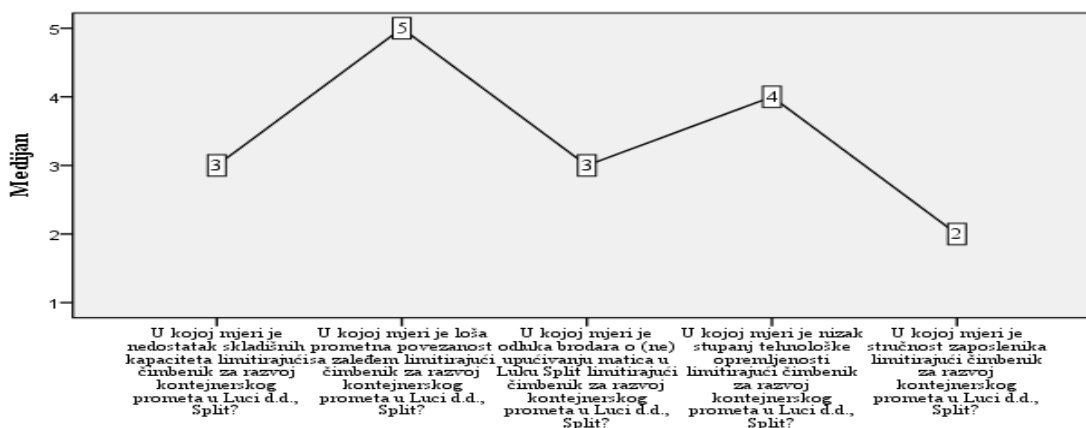 Medijan
5
4
3
2
1
3
5
3
4
2
U kojoj mjeri je
nedostatak skladišnih
kapaciteta limitirajući
čimbenik za razvoj
kontejnerskog
prometa u Luci d.d.,
Split?
U kojoj mjeri je loša
prometna povezanost
sa zaleđem limitirajući
čimbenik za razvoj
kontejnerskog
prometa u Luci d.d.,
Split?
U kojoj mjeri je
odluka brodara o (ne)
upućivanju matica u
Luku Split limitirajući
čimbenik za razvoj
kontejnerskog
prometa u Luci d.d.,
Split?
U kojoj mjeri je nizak
stupanj tehnološke
opremljenosti
limitirajući čimbenik
za razvoj
kontejnerskog
prometa u Luci d.d.,
Split?
U kojoj mjeri je
stručnost zaposlenika
limitirajući čimbenik
za razvoj
kontejnerskog
prometa u Luci d.d.,
Split?